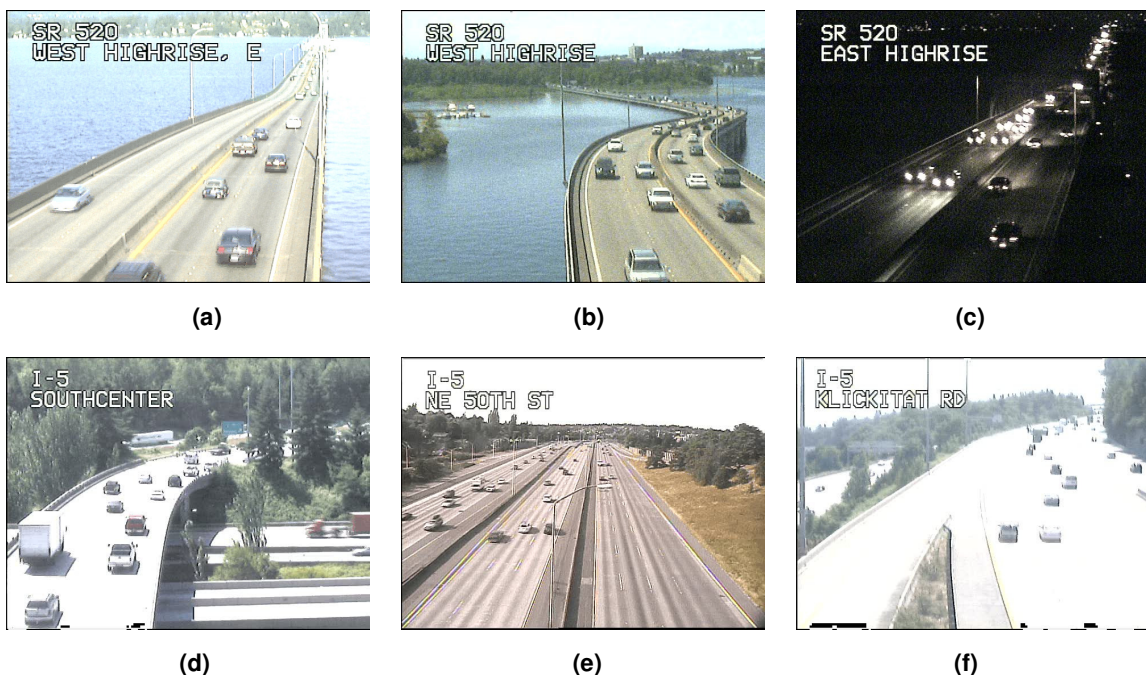 SR 520
WEST HIGHRISE, E
SR 520
WEST HIGHRISE
SR 520
EAST HIGHRISE
(a)
(b)
(c)
I-5
SOUTHCENTER
I-5
NE 50TH ST
I-5
KLICKITAT RD
(d)
(e)
(f)